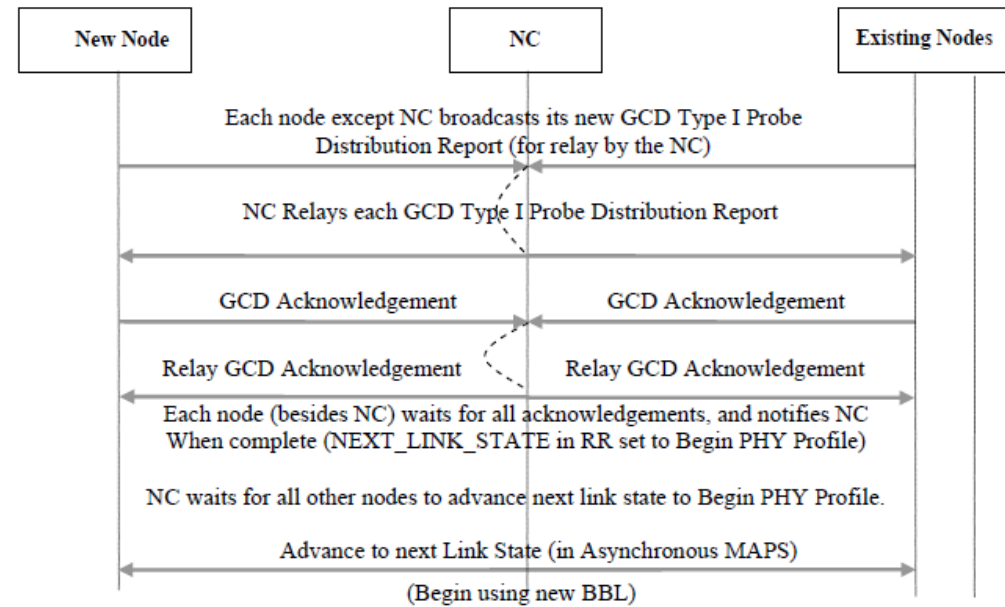 New Node
NC
Existing Nodes
Each node except NC broadcasts its new GCD Type I Probe
Distribution Report (for relay by the NC)
NC Relays each GCD Type I Probe Distribution Report
GCD Acknowledgement
GCD Acknowledgement
Relay GCD Acknowledgement
Relay GCD Acknowledgement
Each node (besides NC) waits for all acknowledgements, and notifies NC
When complete (NEXT_LINK_STATE in RR set to Begin PHY Profile)
NC waits for all other nodes to advance next link state to Begin PHY Profile.
Advance to next Link State (in Asynchronous MAPS)
(Begin using new BBL)